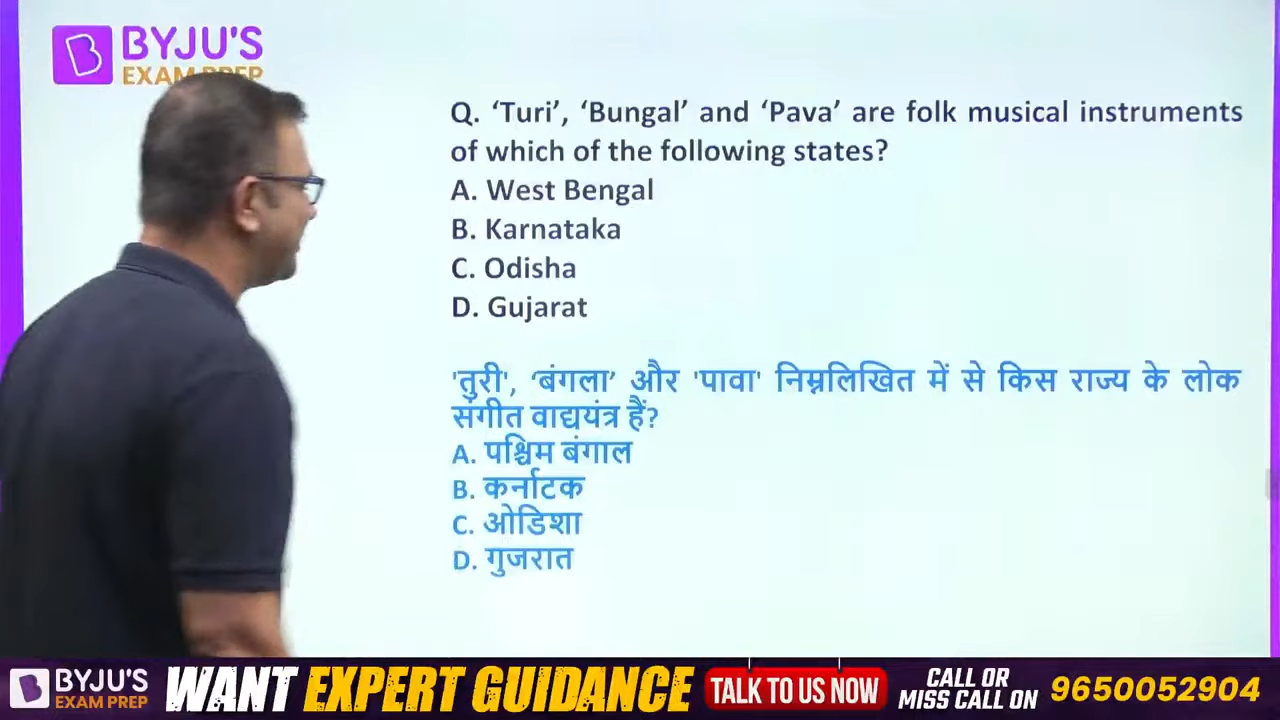 BYJU'S
EXAM PREP
Q. ‘Turi’, ‘Bungal’ and ‘Pava’ are folk musical instruments
of which of the following states?
A. West Bengal
B. Karnataka
C. Odisha
D. Gujarat
'तुरी', ‘बंगला’ और 'पावा' निम्नलिखित में से किस राज्य के लोक
संगीत वाद्ययंत्र हैं?
A. पश्चिम बंगाल
B. कर्नाटक
C. ओडिशा
D. गुजरात
BYJU'S
EXAM PREP
WANT EXPERT GUIDANCE
TALK TO US NOW
CALL OR
MISS CALL ON
9650052904